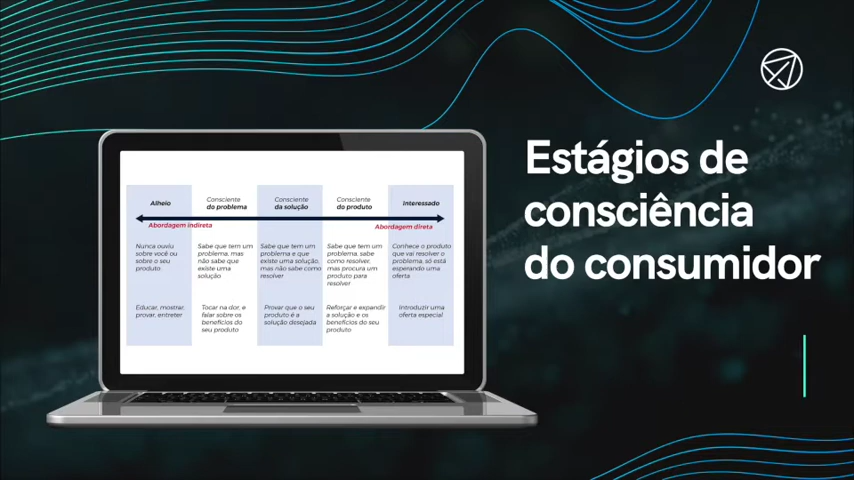 Estágios de
consciência
do consumidor
Alheio
Consciente
do problema
Consciente
da solução
Consciente
do produto
Interessado
Abordagem indireta
Abordagem direta
Nunca ouviu
sobre você ou
sobre o seu
produto
Sabe que tem um
problema, mas
não sabe que
existe uma
solução
Sabe que tem um
problema e que
existe uma solução,
mas não sabe como
resolver
Sabe que tem um
problema, sabe
como resolver,
mas procura um
produto para
resolver
Conhece o produto
que vai resolver o
problema, só está
esperando uma
oferta
Educar, mostrar,
provar, entreter
Tocar na dor, e
falar sobre os
benefícios do
seu produto
Provar que o seu
produto é a
solução desejada
Reforçar e expandir
a solução e os
benefícios do seu
produto
Introduzir uma
oferta especial